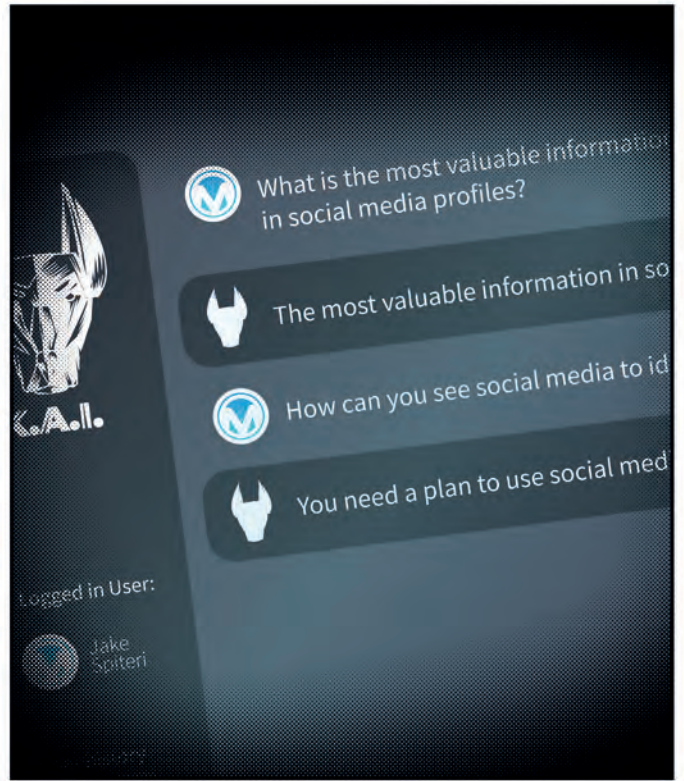 What is the most valuable information
in social media profiles?
The most valuable information in so
How can you see social media to id
You need a plan to use social med
K.A.I.
Logged in User:
Jake
Spiteri